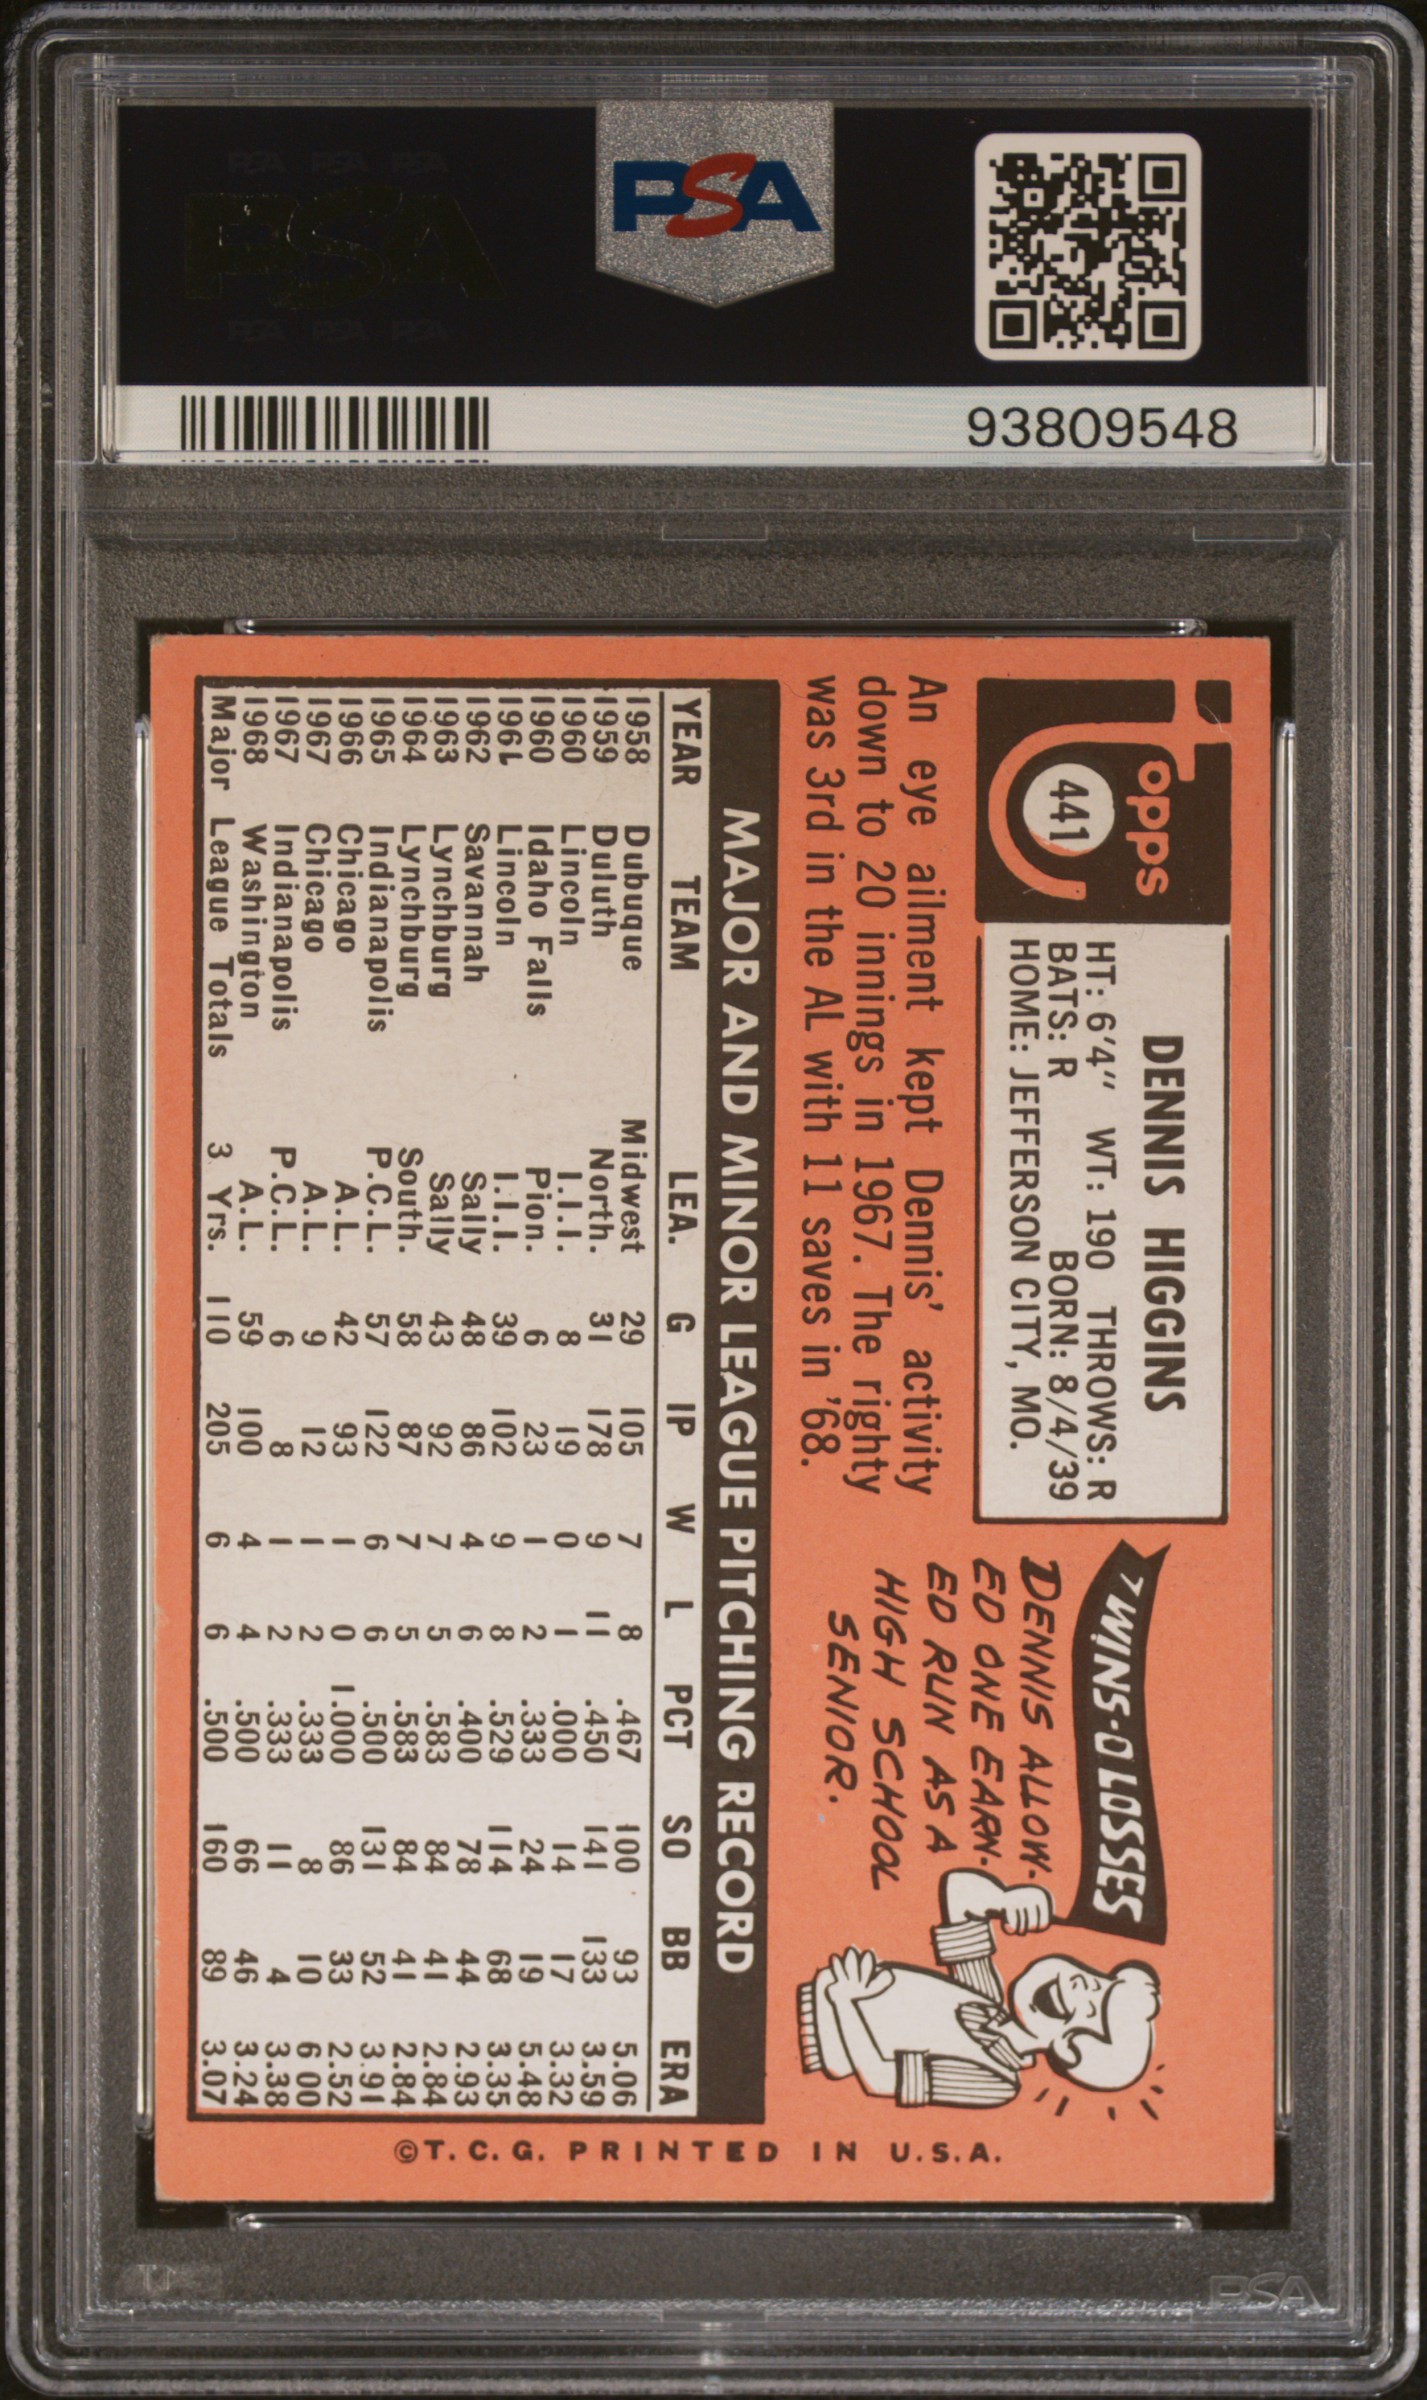 PSA PSA PSA
PSA
PSA PSA PSA
PSA
93809548
Topps
441
DENNIS HIGGINS
HT: 6'4" WT: 190 THROWS: R
BATS: R BORN: 8/4/39
HOME: JEFFERSON CITY, MO.
An eye ailment kept Dennis' activity
down to 20 innings in 1967. The righty
was 3rd in the AL with 11 saves in '68.
7 WINS-0 LOSSES
DENNIS ALLOW-
ED ONE EARN-
ED RUN AS A
HIGH SCHOOL
SENIOR.
MAJOR AND MINOR LEAGUE PITCHING RECORD
YEAR TEAM LEA. G IP W L PCT SO BB ERA
1958 Dubuque Midwest 29 105 7 8 .467 100 93 5.06
1959 Duluth North. 31 178 9 11 .450 141 133 3.59
1960 Lincoln I.I.I. 8 19 0 1 .000 14 17 3.32
1960 Idaho Falls Pion. 6 23 1 2 .333 24 19 5.48
1961 Lincoln I.I.I. 39 102 9 8 .529 114 68 3.35
1962 Savannah Sally 48 86 4 6 .400 78 44 2.93
1963 Lynchburg Sally 43 92 7 5 .583 84 41 2.84
1964 Lynchburg South. 58 87 7 5 .583 84 41 2.84
1965 Indianapolis P.C.L. 57 122 6 6 .500 131 52 3.91
1966 Chicago A.L. 42 93 1 0 1.000 86 33 2.52
1967 Chicago A.L. 9 12 1 2 .333 8 10 6.00
1967 Indianapolis P.C.L. 6 8 1 2 .333 11 4 3.38
1968 Washington A.L. 59 100 4 4 .500 66 46 3.24
Major League Totals 3 Yrs. 110 205 6 6 .500 160 89 3.07
©T.C.G. PRINTED IN U.S.A.
PSA